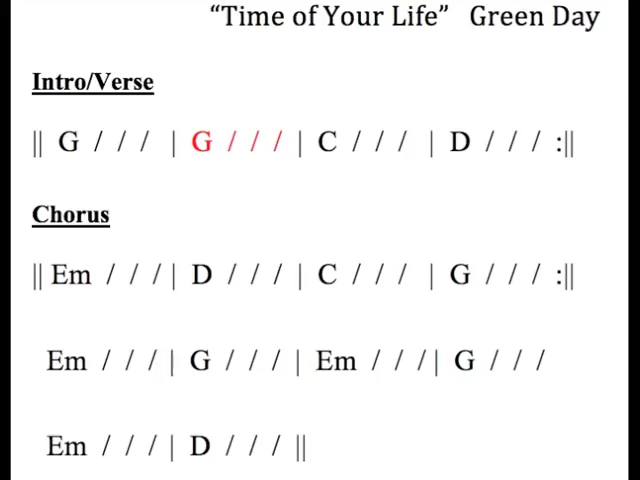 “Time of Your Life”   Green Day
Intro/Verse
|| G / / / | G / / / | C / / / | D / / / :||
Chorus
|| Em / / / | D / / / | C / / / | G / / / :||
Em / / / | G / / / | Em / / / | G / / /
Em / / / | D / / / ||